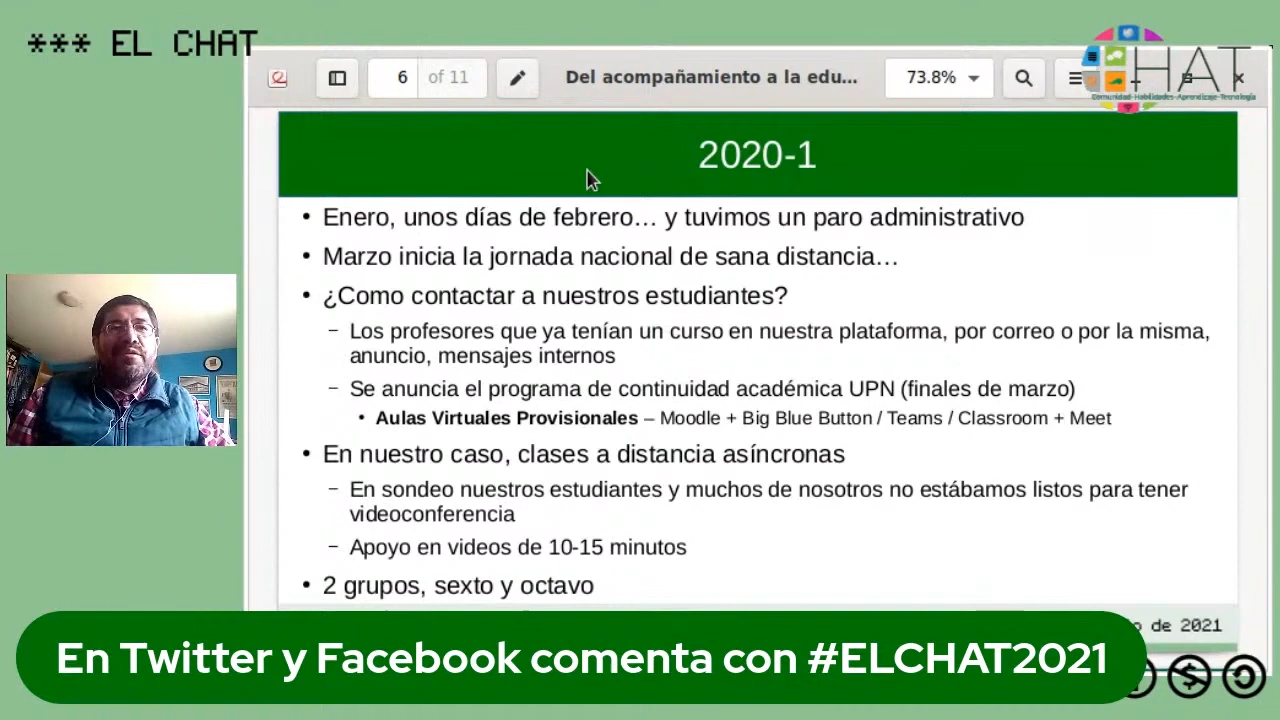 *** EL CHAT
6 of 11
Del acompañamiento a la edu...
73.8%
HAT
Comunidad-Habilidades-Aprendizaje-Tecnología
2020-1
• Enero, unos días de febrero… y tuvimos un paro administrativo
• Marzo inicia la jornada nacional de sana distancia…
• ¿Como contactar a nuestros estudiantes?
– Los profesores que ya tenían un curso en nuestra plataforma, por correo o por la misma,
anuncio, mensajes internos
– Se anuncia el programa de continuidad académica UPN (finales de marzo)
• Aulas Virtuales Provisionales – Moodle + Big Blue Button / Teams / Classroom + Meet
• En nuestro caso, clases a distancia asíncronas
– En sondeo nuestros estudiantes y muchos de nosotros no estábamos listos para tener
videoconferencia
– Apoyo en videos de 10-15 minutos
• 2 grupos, sexto y octavo
de 2021
En Twitter y Facebook comenta con #ELCHAT2021